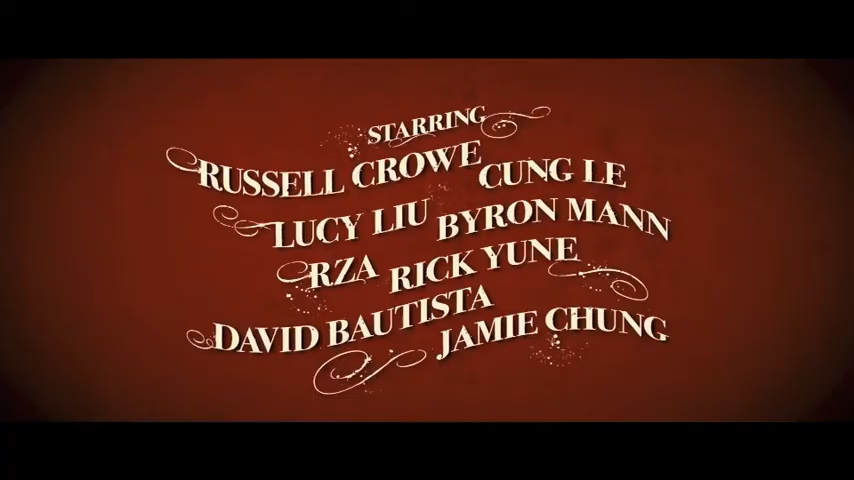 STARRING
RUSSELL CROWE
CUNG LE
LUCY LIU
BYRON MANN
RZA
RICK YUNE
DAVID BAUTISTA
JAMIE CHUNG